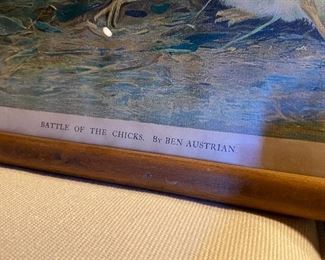 BATTLE OF THE CHICKS. By BEN AUSTRIAN